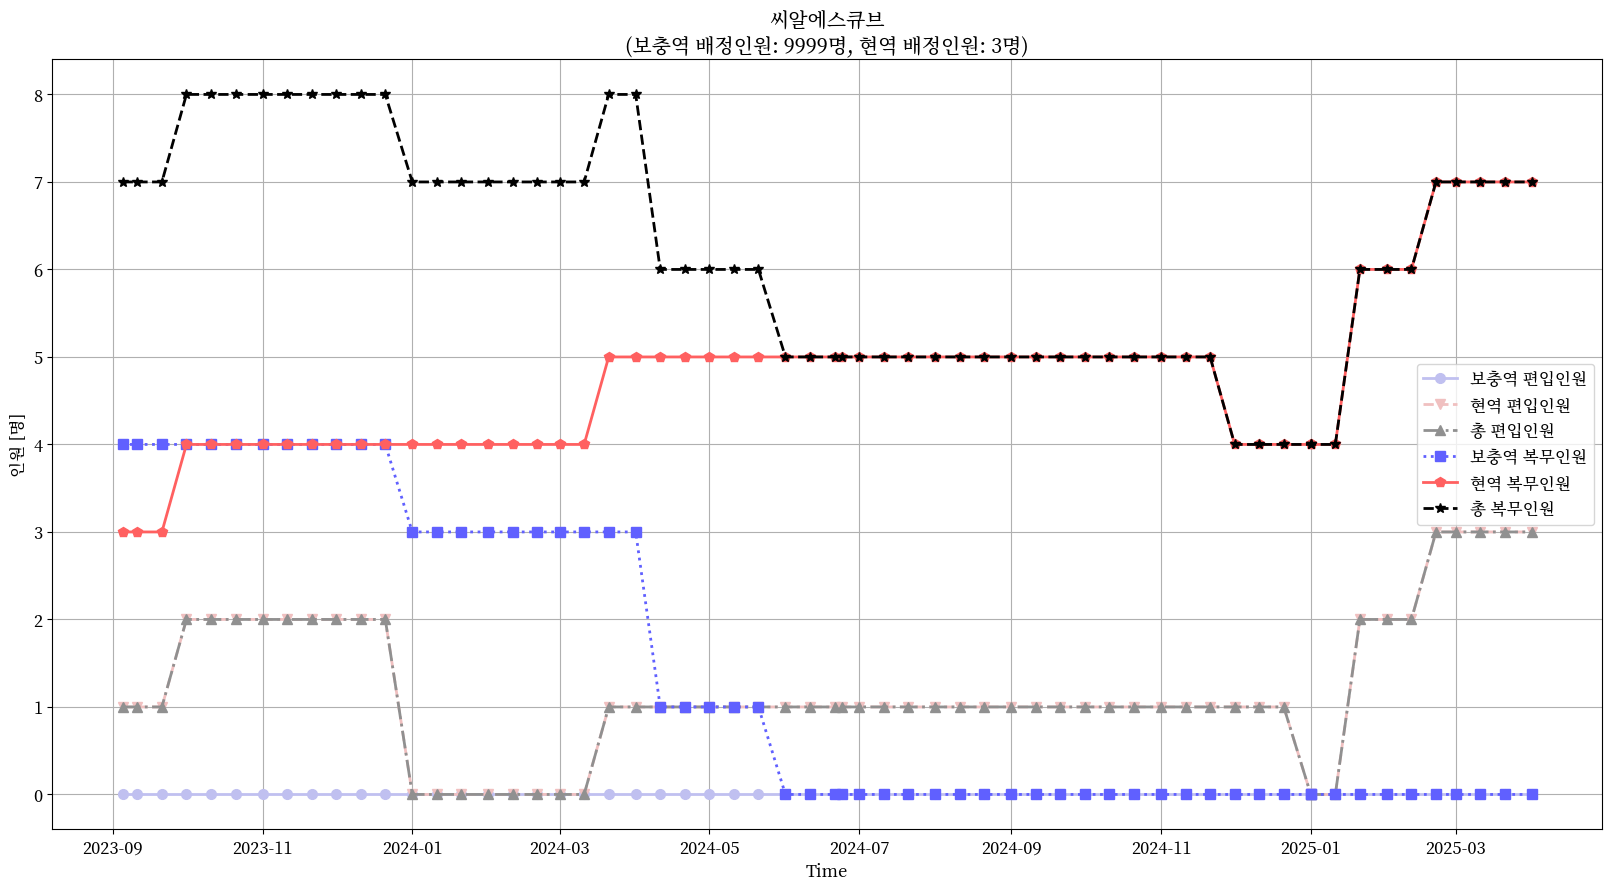 씨알에스큐브
(보충역 배정인원: 9999명, 현역 배정인원: 3명)
인원 [명]
8
7
6
5
4
3
2
1
0
보충역 편입인원
현역 편입인원
총 편입인원
보충역 복무인원
현역 복무인원
총 복무인원
2023-09
2023-11
2024-01
2024-03
2024-05
2024-07
2024-09
2024-11
2025-01
2025-03
Time